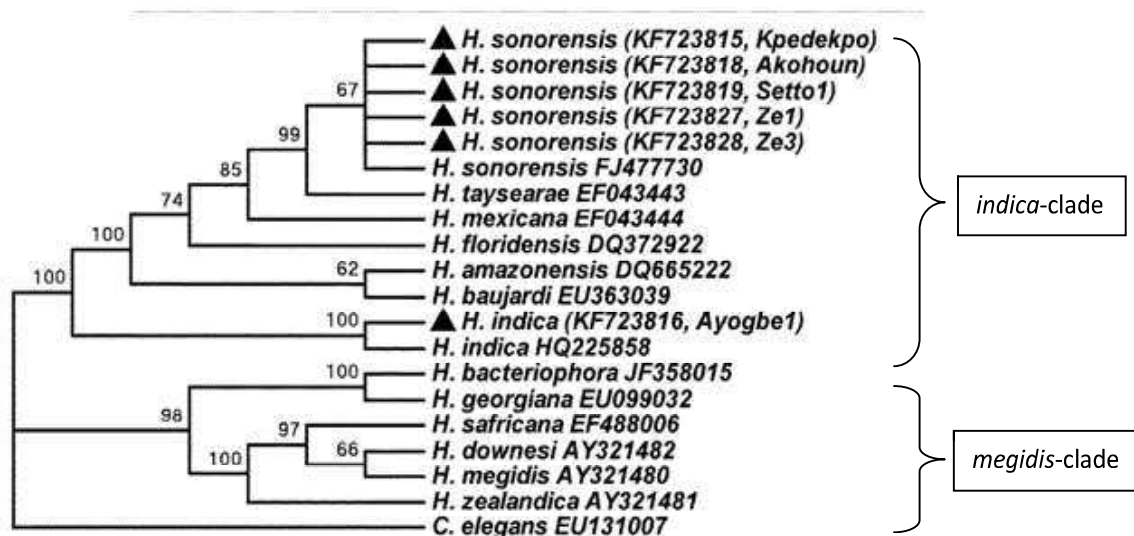 H. sonorensis (KF723815, Kpedekpo)
H. sonorensis (KF723818, Akohoun)
H. sonorensis (KF723819, Setto1)
67
H. sonorensis (KF723827, Ze1)
H. sonorensis (KF723828, Ze3)
99
H. sonorensis FJ477730
85
H. taysearae EF043443
74
H. mexicana EF043444
indica-clade
100
H. floridensis DQ372922
100
62
H. amazonensis DQ665222
H. baujardi EU363039
100
H. indica (KF723816, Ayogbe1)
H. indica HQ225858
100
H. bacteriophora JF358015
98
H. georgiana EU099032
97
H. safricana EF488006
100
66
H. downesi AY321482
H. megidis AY321480
megidis-clade
H. zealandica AY321481
C. elegans EU131007